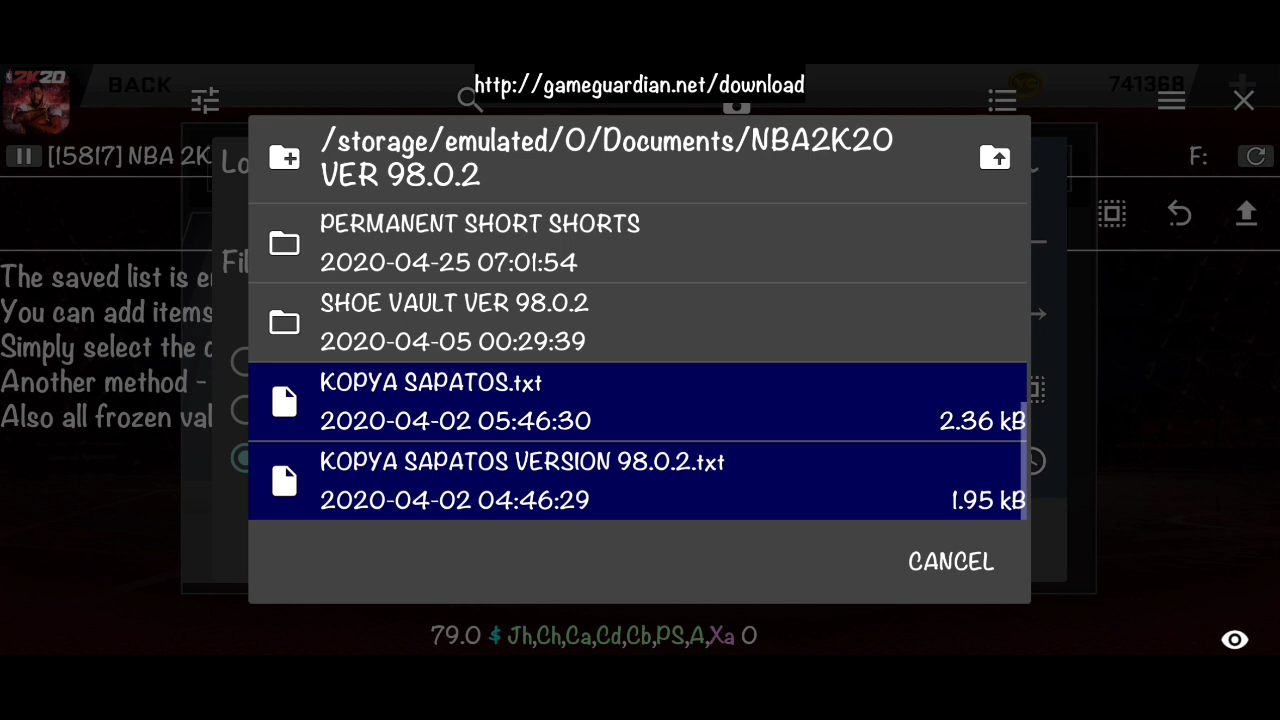 http://gameguardian.net/download
2K20
BACK
741368
/storage/emulated/0/Documents/NBA2K20
VER 98.0.2
[15817] NBA 2K
Lo
F:
PERMANENT SHORT SHORTS
2020-04-25 07:01:54
Fil
SHOE VAULT VER 98.0.2
2020-04-05 00:29:39
The saved list is e
You can add items
Simply select the c
Another method -
Also all frozen val
KOPYA SAPATOS.txt
2020-04-02 05:46:30
2.36 kB
KOPYA SAPATOS VERSION 98.0.2.txt
2020-04-02 04:46:29
1.95 kB
CANCEL
79.0 $ Jh,Ch,Ca,Cd,Cb,PS,A,Xa 0